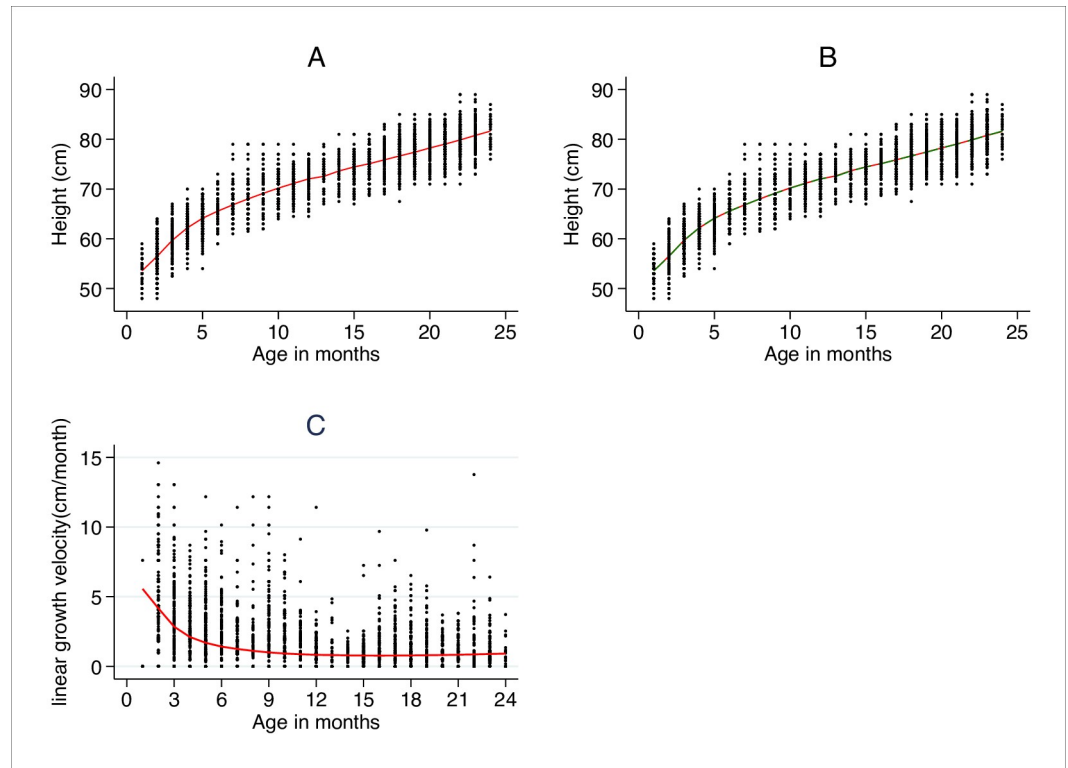 A
Height (cm)
90
80
70
60
50
0 5 10 15 20 25
Age in months
B
Height (cm)
90
80
70
60
50
0 5 10 15 20 25
Age in months
C
linear growth velocity(cm/month)
15
10
5
0
0 3 6 9 12 15 18 21 24
Age in months